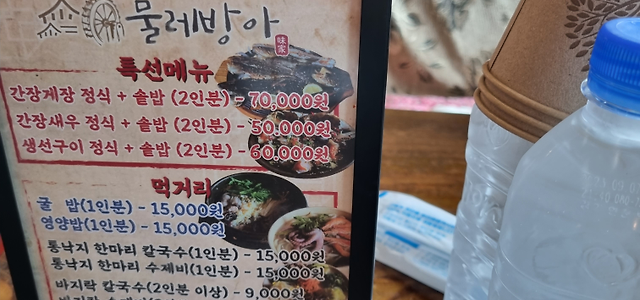 물레방아
味家
특선메뉴
간장게장 정식 + 솥밥 (2인분) - 70,000원
간장새우 정식 + 솥밥 (2인분) - 50,000원
생선구이 정식 + 솥밥 (2인분) - 60,000원
먹거리
굴 밥(1인분) - 15,000원
영양밥(1인분) - 15,000원
통낙지 한마리 칼국수(1인분) - 15,000원
통낙지 한마리 수제비(1인분) - 15,000원
바지락 칼국수(2인분 이상) - 9,000원
바지락